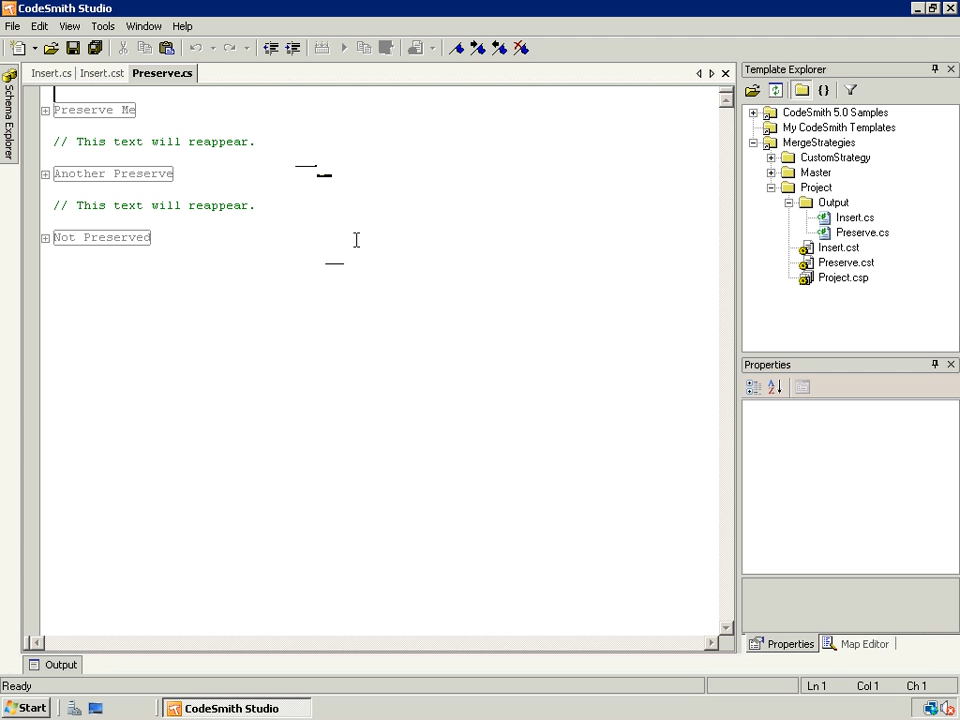 CodeSmith Studio
File Edit View Tools Window Help
Insert.cs Insert.cst Preserve.cs
Schema Explorer
Preserve Me
// This text will reappear.
Another Preserve
// This text will reappear.
Not Preserved
Template Explorer
CodeSmith 5.0 Samples
My CodeSmith Templates
MergeStrategies
CustomStrategy
Master
Project
Output
Insert.cs
Preserve.cs
Insert.cst
Preserve.cst
Project.csp
Properties
Properties Map Editor
Output
Ready Ln 1 Col 1 Ch 1
Start CodeSmith Studio